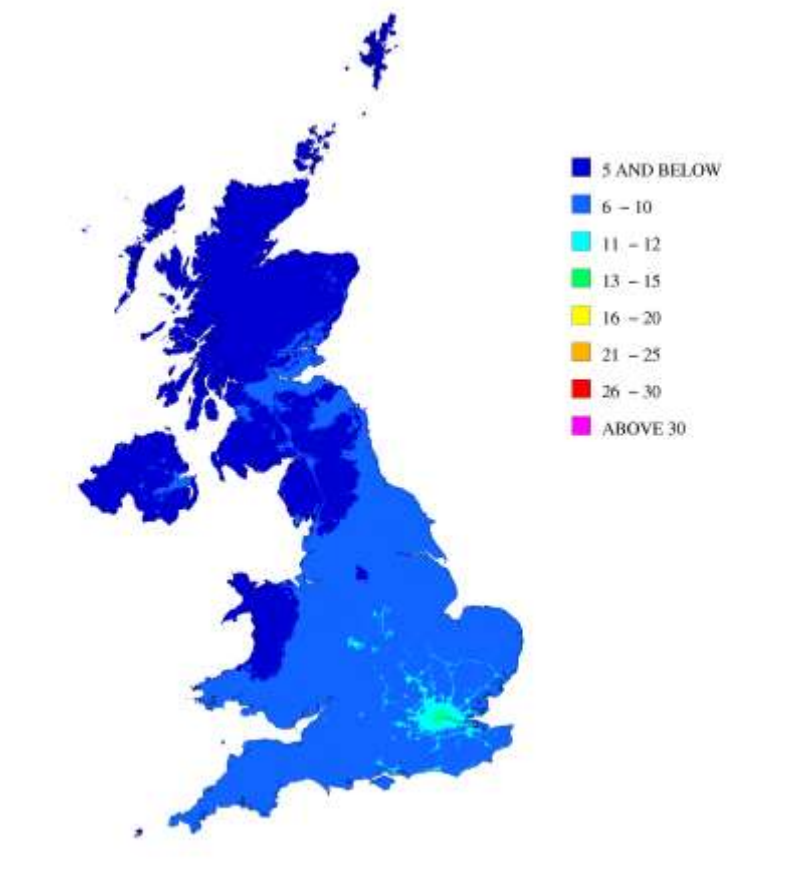 5 AND BELOW
6 – 10
11 – 12
13 – 15
16 – 20
21 – 25
26 – 30
ABOVE 30